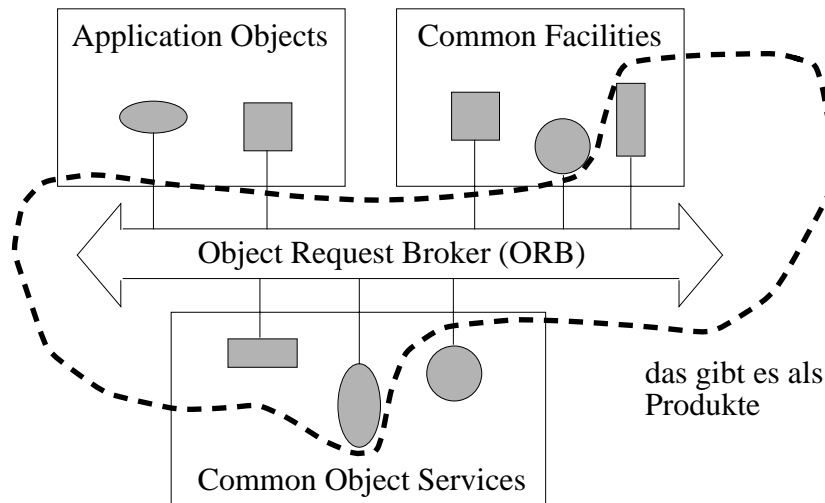 Application Objects
Common Facilities
Object Request Broker (ORB)
das gibt es als
Produkte
Common Object Services